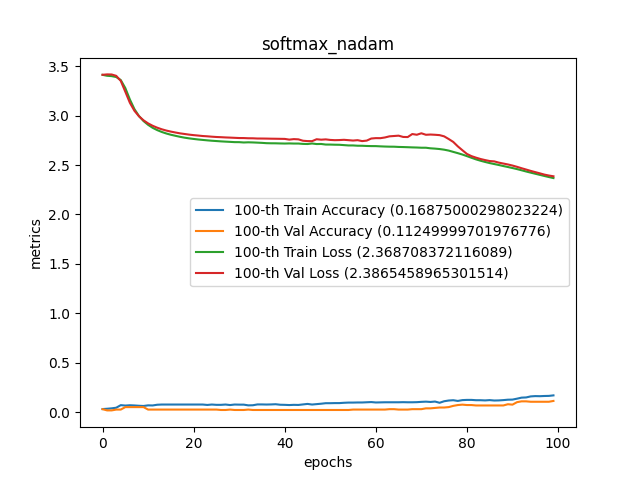 softmax_nadam
3.5
3.0
2.5
2.0
1.5
1.0
0.5
0.0
metrics
100-th Train Accuracy (0.16875000298023224)
100-th Val Accuracy (0.11249999701976776)
100-th Train Loss (2.368708372116089)
100-th Val Loss (2.3865458965301514)
0 20 40 60 80 100
epochs